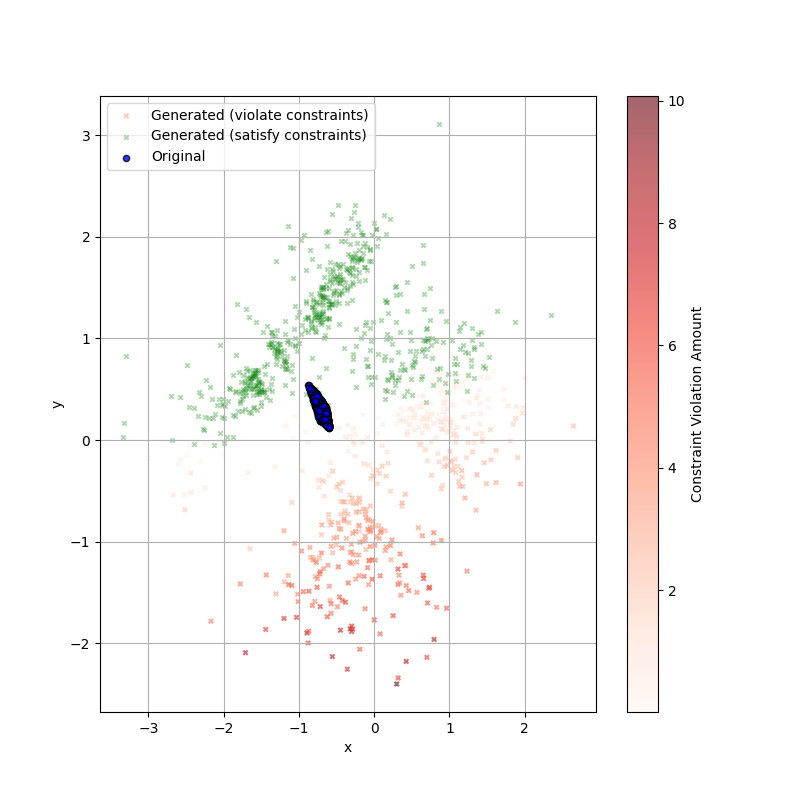 Generated (violate constraints)
Generated (satisfy constraints)
Original
3
2
1
0
−1
−2
y
−3
−2
−1
0
1
2
x
10
8
6
4
2
Constraint Violation Amount